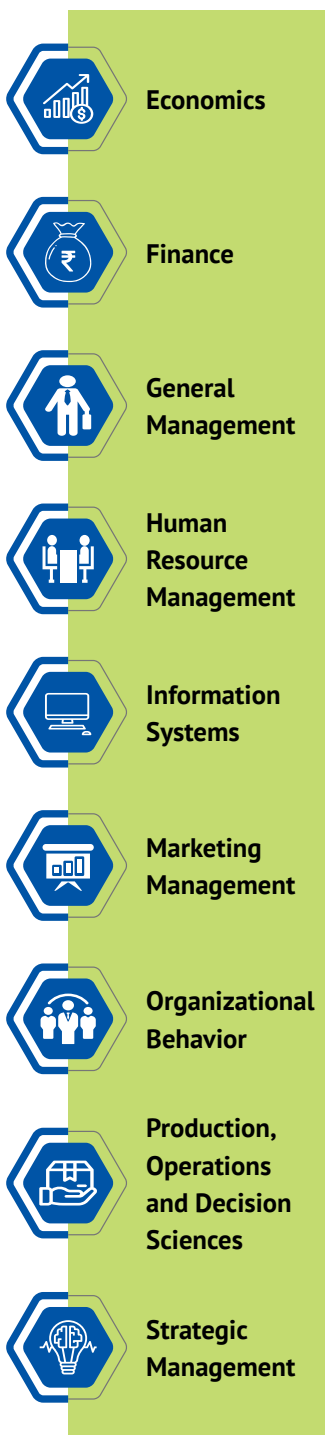 Economics
Finance
General
Management
Human
Resource
Management
Information
Systems
Marketing
Management
Organizational
Behavior
Production,
Operations
and Decision
Sciences
Strategic
Management